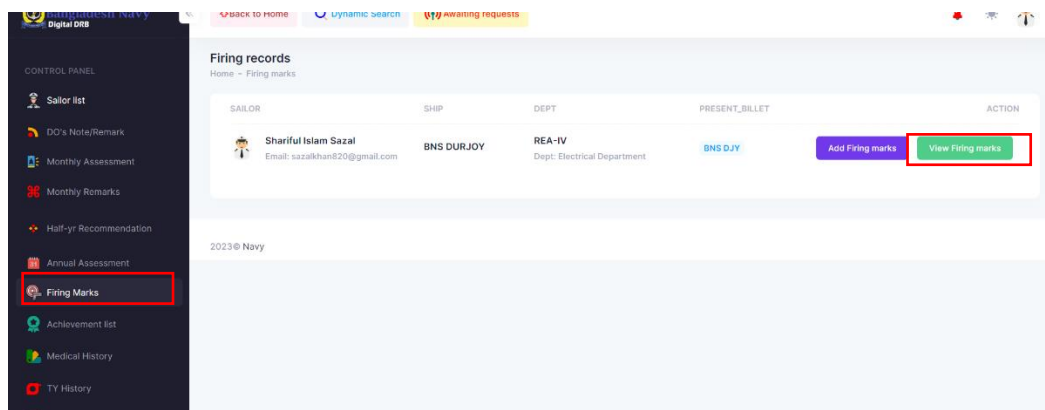 Bangladesh Navy
Digital DRB
Back to Home
Dynamic Search
Awaiting requests
CONTROL PANEL
Sailor list
DO's Note/Remark
Monthly Assessment
Monthly Remarks
Half-yr Recommendation
Annual Assessment
Firing Marks
Achievement list
Medical History
TY History
Firing records
Home - Firing marks
SAILOR SHIP DEPT PRESENT_BILLET ACTION
Shariful Islam Sazal BNS DURJOY REA-IV BNS DJY Add Firing marks View Firing marks
Email: sazalkhan820@gmail.com Dept: Electrical Department
2023© Navy